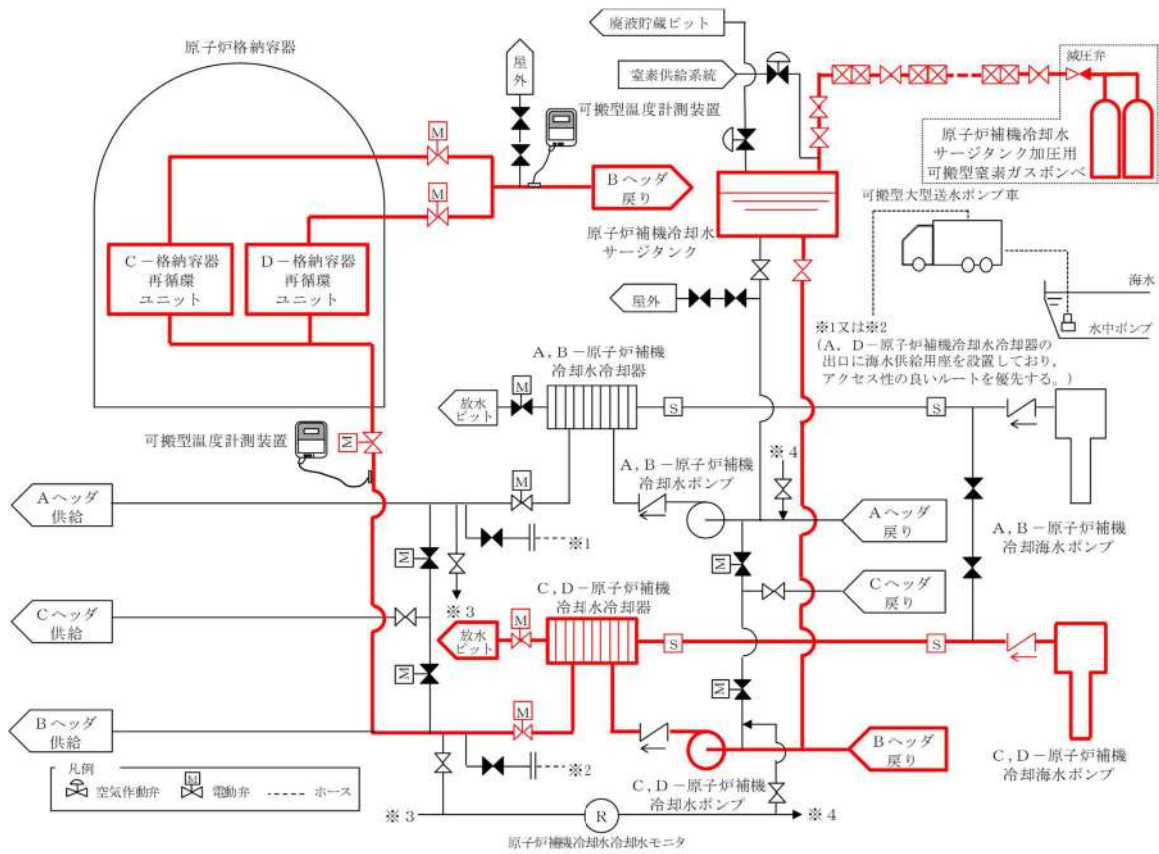 廃液貯蔵ピット
原子炉格納容器
屋外
窒素供給系統
減圧弁
可搬型温度計測装置
原子炉補機冷却水
サージタンク加圧用
可搬型窒素ガスボンベ
M
M
Bヘッダ
戻り
可搬型大型送水ポンプ車
原子炉補機冷却水
サージタンク
C-格納容器
再循環
ユニット
D-格納容器
再循環
ユニット
海水
屋外
水中ポンプ
※1又は※2
(A,D-原子炉補機冷却水冷却器の
出口に海水供給用座を設置しており,
アクセス性の良いルートを優先する。)
A,B-原子炉補機
冷却水冷却器
放水
ピット
M
S
S
可搬型温度計測装置
M
※4
A,B-原子炉補機
冷却水ポンプ
Aヘッダ
供給
M
Aヘッダ
戻り
※1
A,B-原子炉補機
冷却海水ポンプ
M
M
Cヘッダ
戻り
※3
C,D-原子炉補機
冷却水冷却器
Cヘッダ
供給
放水
ピット
M
S
S
M
M
Bヘッダ
供給
M
Bヘッダ
戻り
C,D-原子炉補機
冷却海水ポンプ
※2
C,D-原子炉補機
冷却水ポンプ
凡例
空気作動弁
M
電動弁
ホース
※3
R
※4
原子炉補機冷却水冷却水モニタ